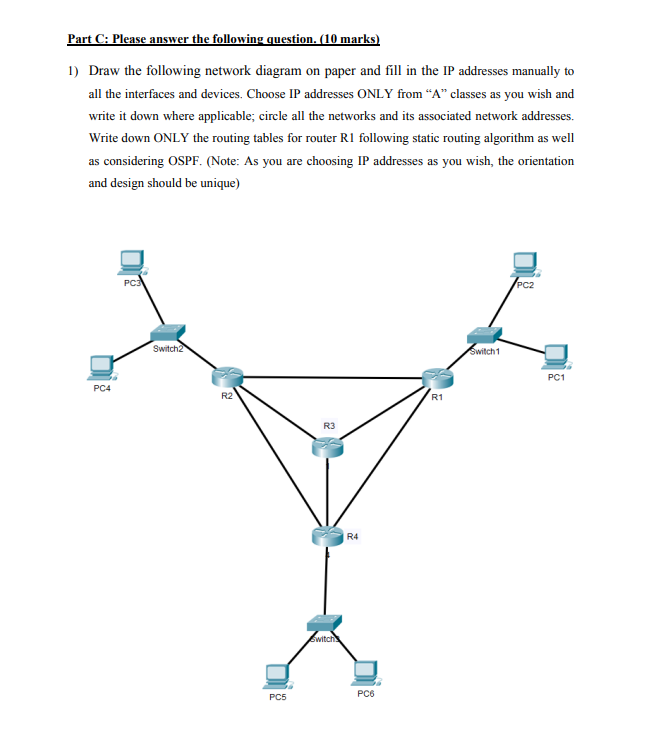 Part C: Please answer the following question. (10 marks)
1) Draw the following network diagram on paper and fill in the IP addresses manually to
all the interfaces and devices. Choose IP addresses ONLY from “A” classes as you wish and
write it down where applicable; circle all the networks and its associated network addresses.
Write down ONLY the routing tables for router R1 following static routing algorithm as well
as considering OSPF. (Note: As you are choosing IP addresses as you wish, the orientation
and design should be unique)
PC3
PC2
Switch2
Switch1
PC1
PC4
R2
R1
R3
R4
Switch3
PC5
PC6